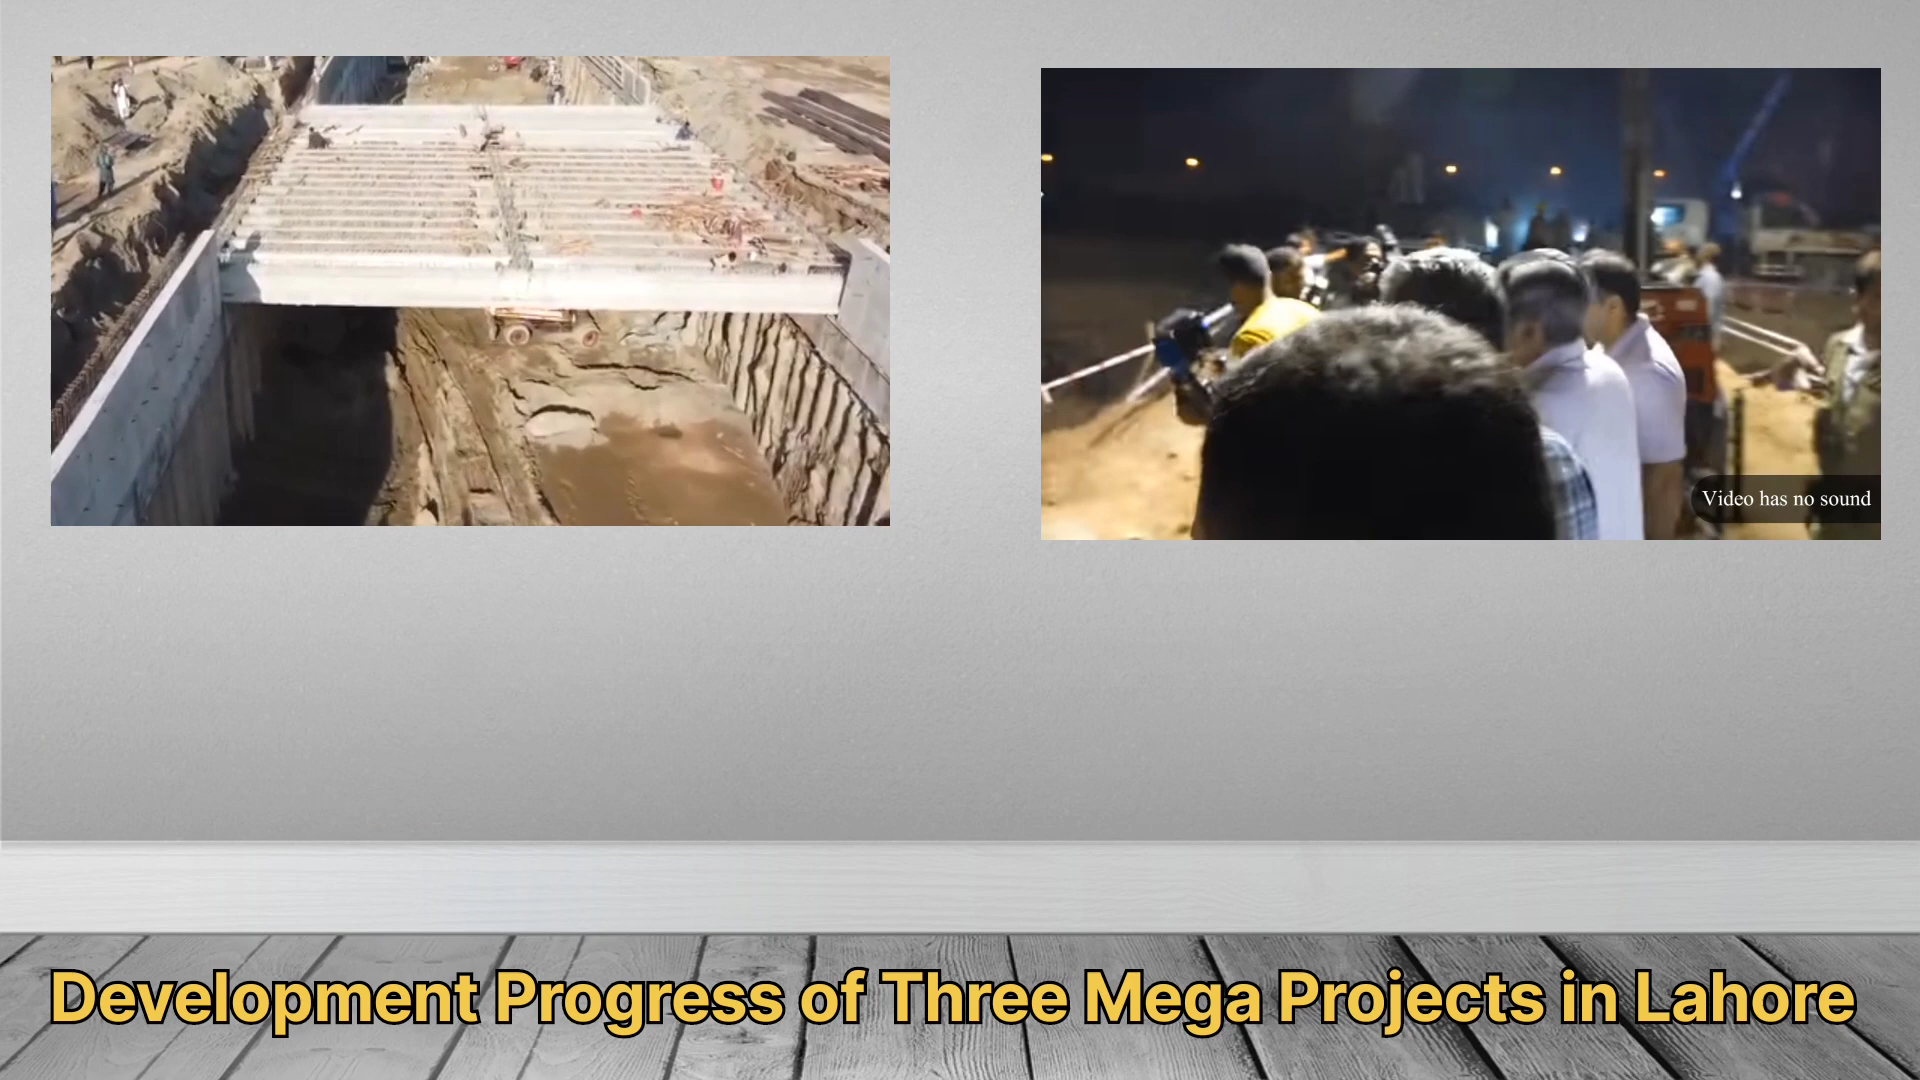 Video has no sound
Development Progress of Three Mega Projects in Lahore